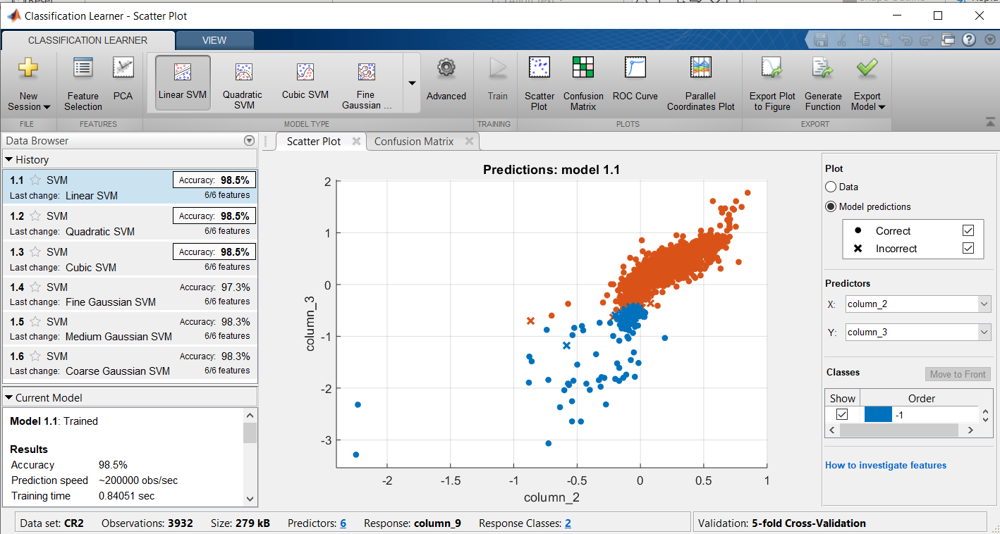 Classification Learner - Scatter Plot
CLASSIFICATION LEARNER
VIEW
New
Session
Feature
Selection
PCA
Linear SVM
Quadratic
SVM
Cubic SVM
Fine
Gaussian ...
Advanced
Train
Scatter
Plot
Confusion
Matrix
ROC Curve
Parallel
Coordinates Plot
Export Plot
to Figure
Generate
Function
Export
Model
FILE
FEATURES
MODEL TYPE
TRAINING
PLOTS
EXPORT
Data Browser
History
1.1 SVM Accuracy: 98.5%
Last change: Linear SVM 6/6 features
1.2 SVM Accuracy: 98.5%
Last change: Quadratic SVM 6/6 features
1.3 SVM Accuracy: 98.5%
Last change: Cubic SVM 6/6 features
1.4 SVM Accuracy: 97.3%
Last change: Fine Gaussian SVM 6/6 features
1.5 SVM Accuracy: 98.3%
Last change: Medium Gaussian SVM 6/6 features
1.6 SVM Accuracy: 98.3%
Last change: Coarse Gaussian SVM 6/6 features
Current Model
Model 1.1: Trained
Results
Accuracy 98.5%
Prediction speed ~200000 obs/sec
Training time 0.84051 sec
Scatter Plot
Confusion Matrix
Predictions: model 1.1
2
1
0
-1
-2
-3
column_3
-2 -1.5 -1 -0.5 0 0.5 1
column_2
Plot
Data
Model predictions
Correct
Incorrect
Predictors
X: column_2
Y: column_3
Classes
Move to Front
Show Order
-1
How to investigate features
Data set: CR2 Observations: 3932 Size: 279 kB Predictors: 6 Response: column_9 Response Classes: 2
Validation: 5-fold Cross-Validation